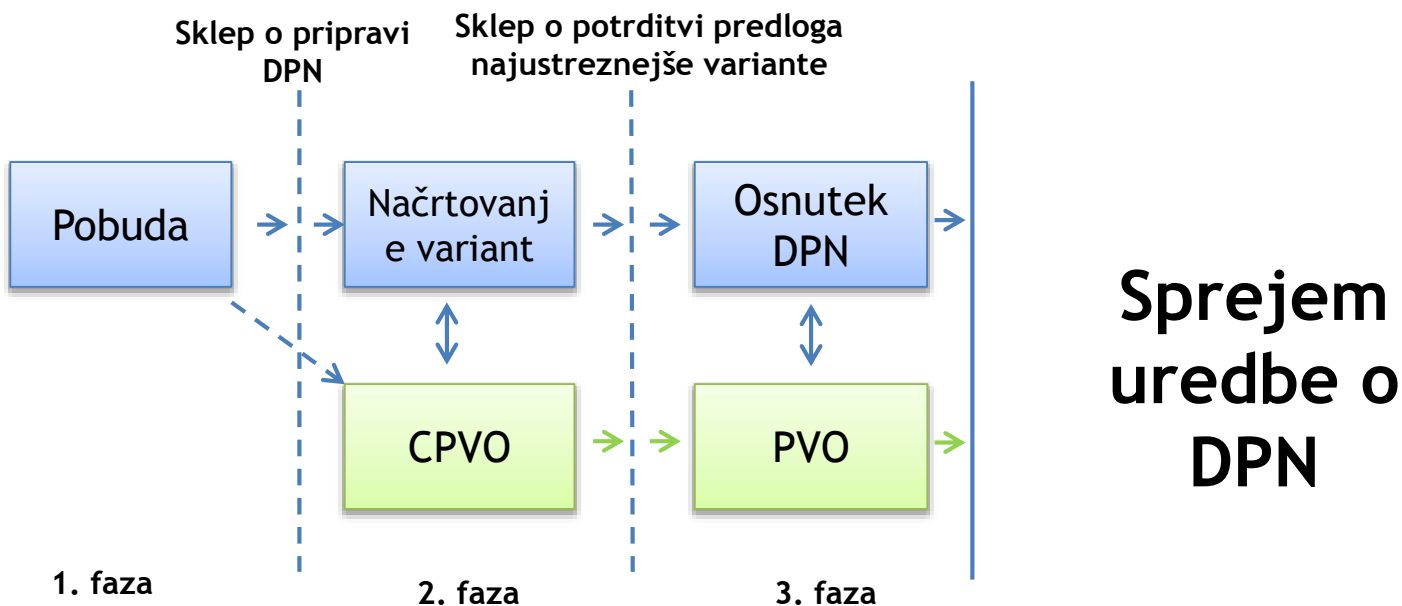 Sklep o pripravi
DPN
Sklep o potrditvi predloga
najustreznejše variante
Pobuda
Načrtovanj
e variant
Osnutek
DPN
CPVO
PVO
Sprejem
uredbe o
DPN
1. faza
2. faza
3. faza